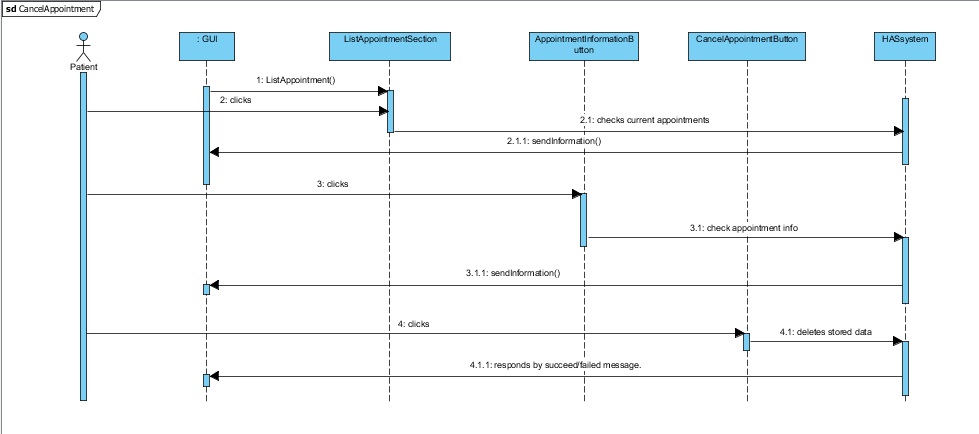 sd CancelAppointment
Patient
: GUI
ListAppointmentSection
AppointmentInformationB
utton
CancelAppointmentButton
HASsystem
1: ListAppointment()
2: clicks
2.1: checks current appointments
2.1.1: sendInformation()
3: clicks
3.1: check appointment info
3.1.1: sendInformation()
4: clicks
4.1: deletes stored data
4.1.1: responds by succeed/failed message.